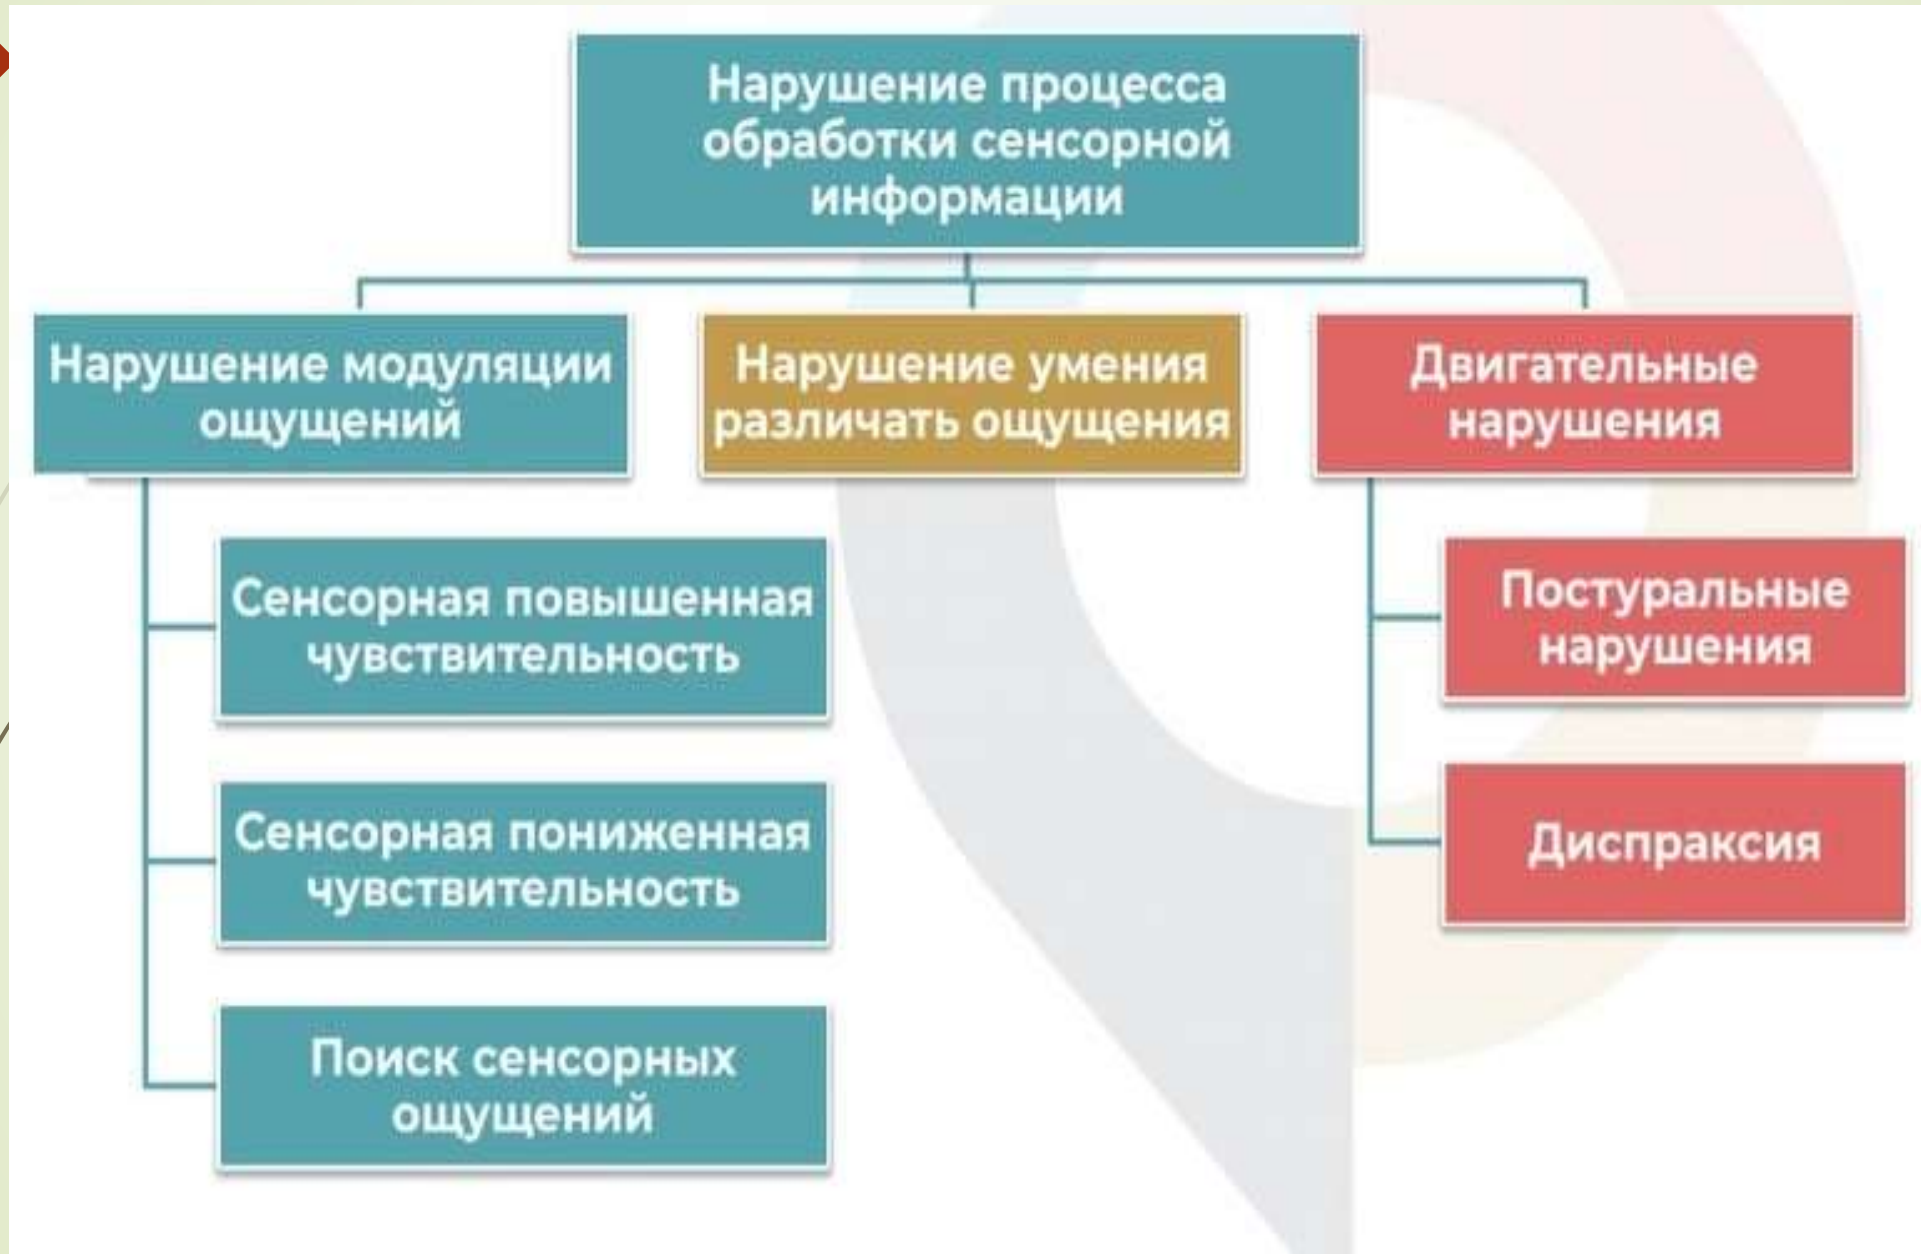 Нарушение процесса
обработки сенсорной
информации
Нарушение модуляции
ощущений
Нарушение умения
различать ощущения
Двигательные
нарушения
Сенсорная повышенная
чувствительность
Сенсорная пониженная
чувствительность
Поиск сенсорных
ощущений
Постуральные
нарушения
Диспраксия